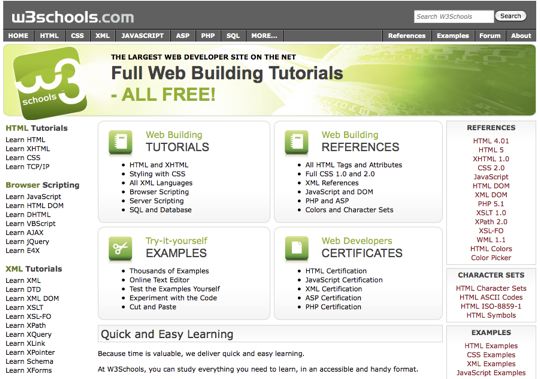 w3schools.com
Search W3Schools Search
HOME HTML CSS XML JAVASCRIPT ASP PHP SQL MORE... References Examples Forum About
w3
schools
THE LARGEST WEB DEVELOPER SITE ON THE NET
Full Web Building Tutorials
- ALL FREE!
HTML Tutorials
Learn HTML
Learn XHTML
Learn CSS
Learn TCP/IP
Browser Scripting
Learn JavaScript
Learn HTML DOM
Learn DHTML
Learn VBScript
Learn AJAX
Learn jQuery
Learn E4X
XML Tutorials
Learn XML
Learn DTD
Learn XML DOM
Learn XSLT
Learn XSL-FO
Learn XPath
Learn XQuery
Learn XLink
Learn XPointer
Learn Schema
Learn XForms
Web Building
TUTORIALS
• HTML and XHTML
• Styling with CSS
• All XML Languages
• Browser Scripting
• Server Scripting
• SQL and Database
Web Building
REFERENCES
• All HTML Tags and Attributes
• Full CSS 1.0 and 2.0
• XML References
• JavaScript and DOM
• PHP and ASP
• Colors and Character Sets
Try-it-yourself
EXAMPLES
• Thousands of Examples
• Online Text Editor
• Test the Examples Yourself
• Experiment with the Code
• Cut and Paste
Web Developers
CERTIFICATES
• HTML Certification
• JavaScript Certification
• XML Certification
• ASP Certification
• PHP Certification
Quick and Easy Learning
Because time is valuable, we deliver quick and easy learning.
At W3Schools, you can study everything you need to learn, in an accessible and handy format.
REFERENCES
HTML 4.01
HTML 5
XHTML 1.0
CSS 2.0
JavaScript
HTML DOM
XML DOM
PHP 5.1
XSLT 1.0
XPath 2.0
XSL-FO
WML 1.1
HTML Colors
Color Picker
CHARACTER SETS
HTML Character Sets
HTML ASCII Codes
HTML ISO-8859-1
HTML Symbols
EXAMPLES
HTML Examples
CSS Examples
XML Examples
JavaScript Examples